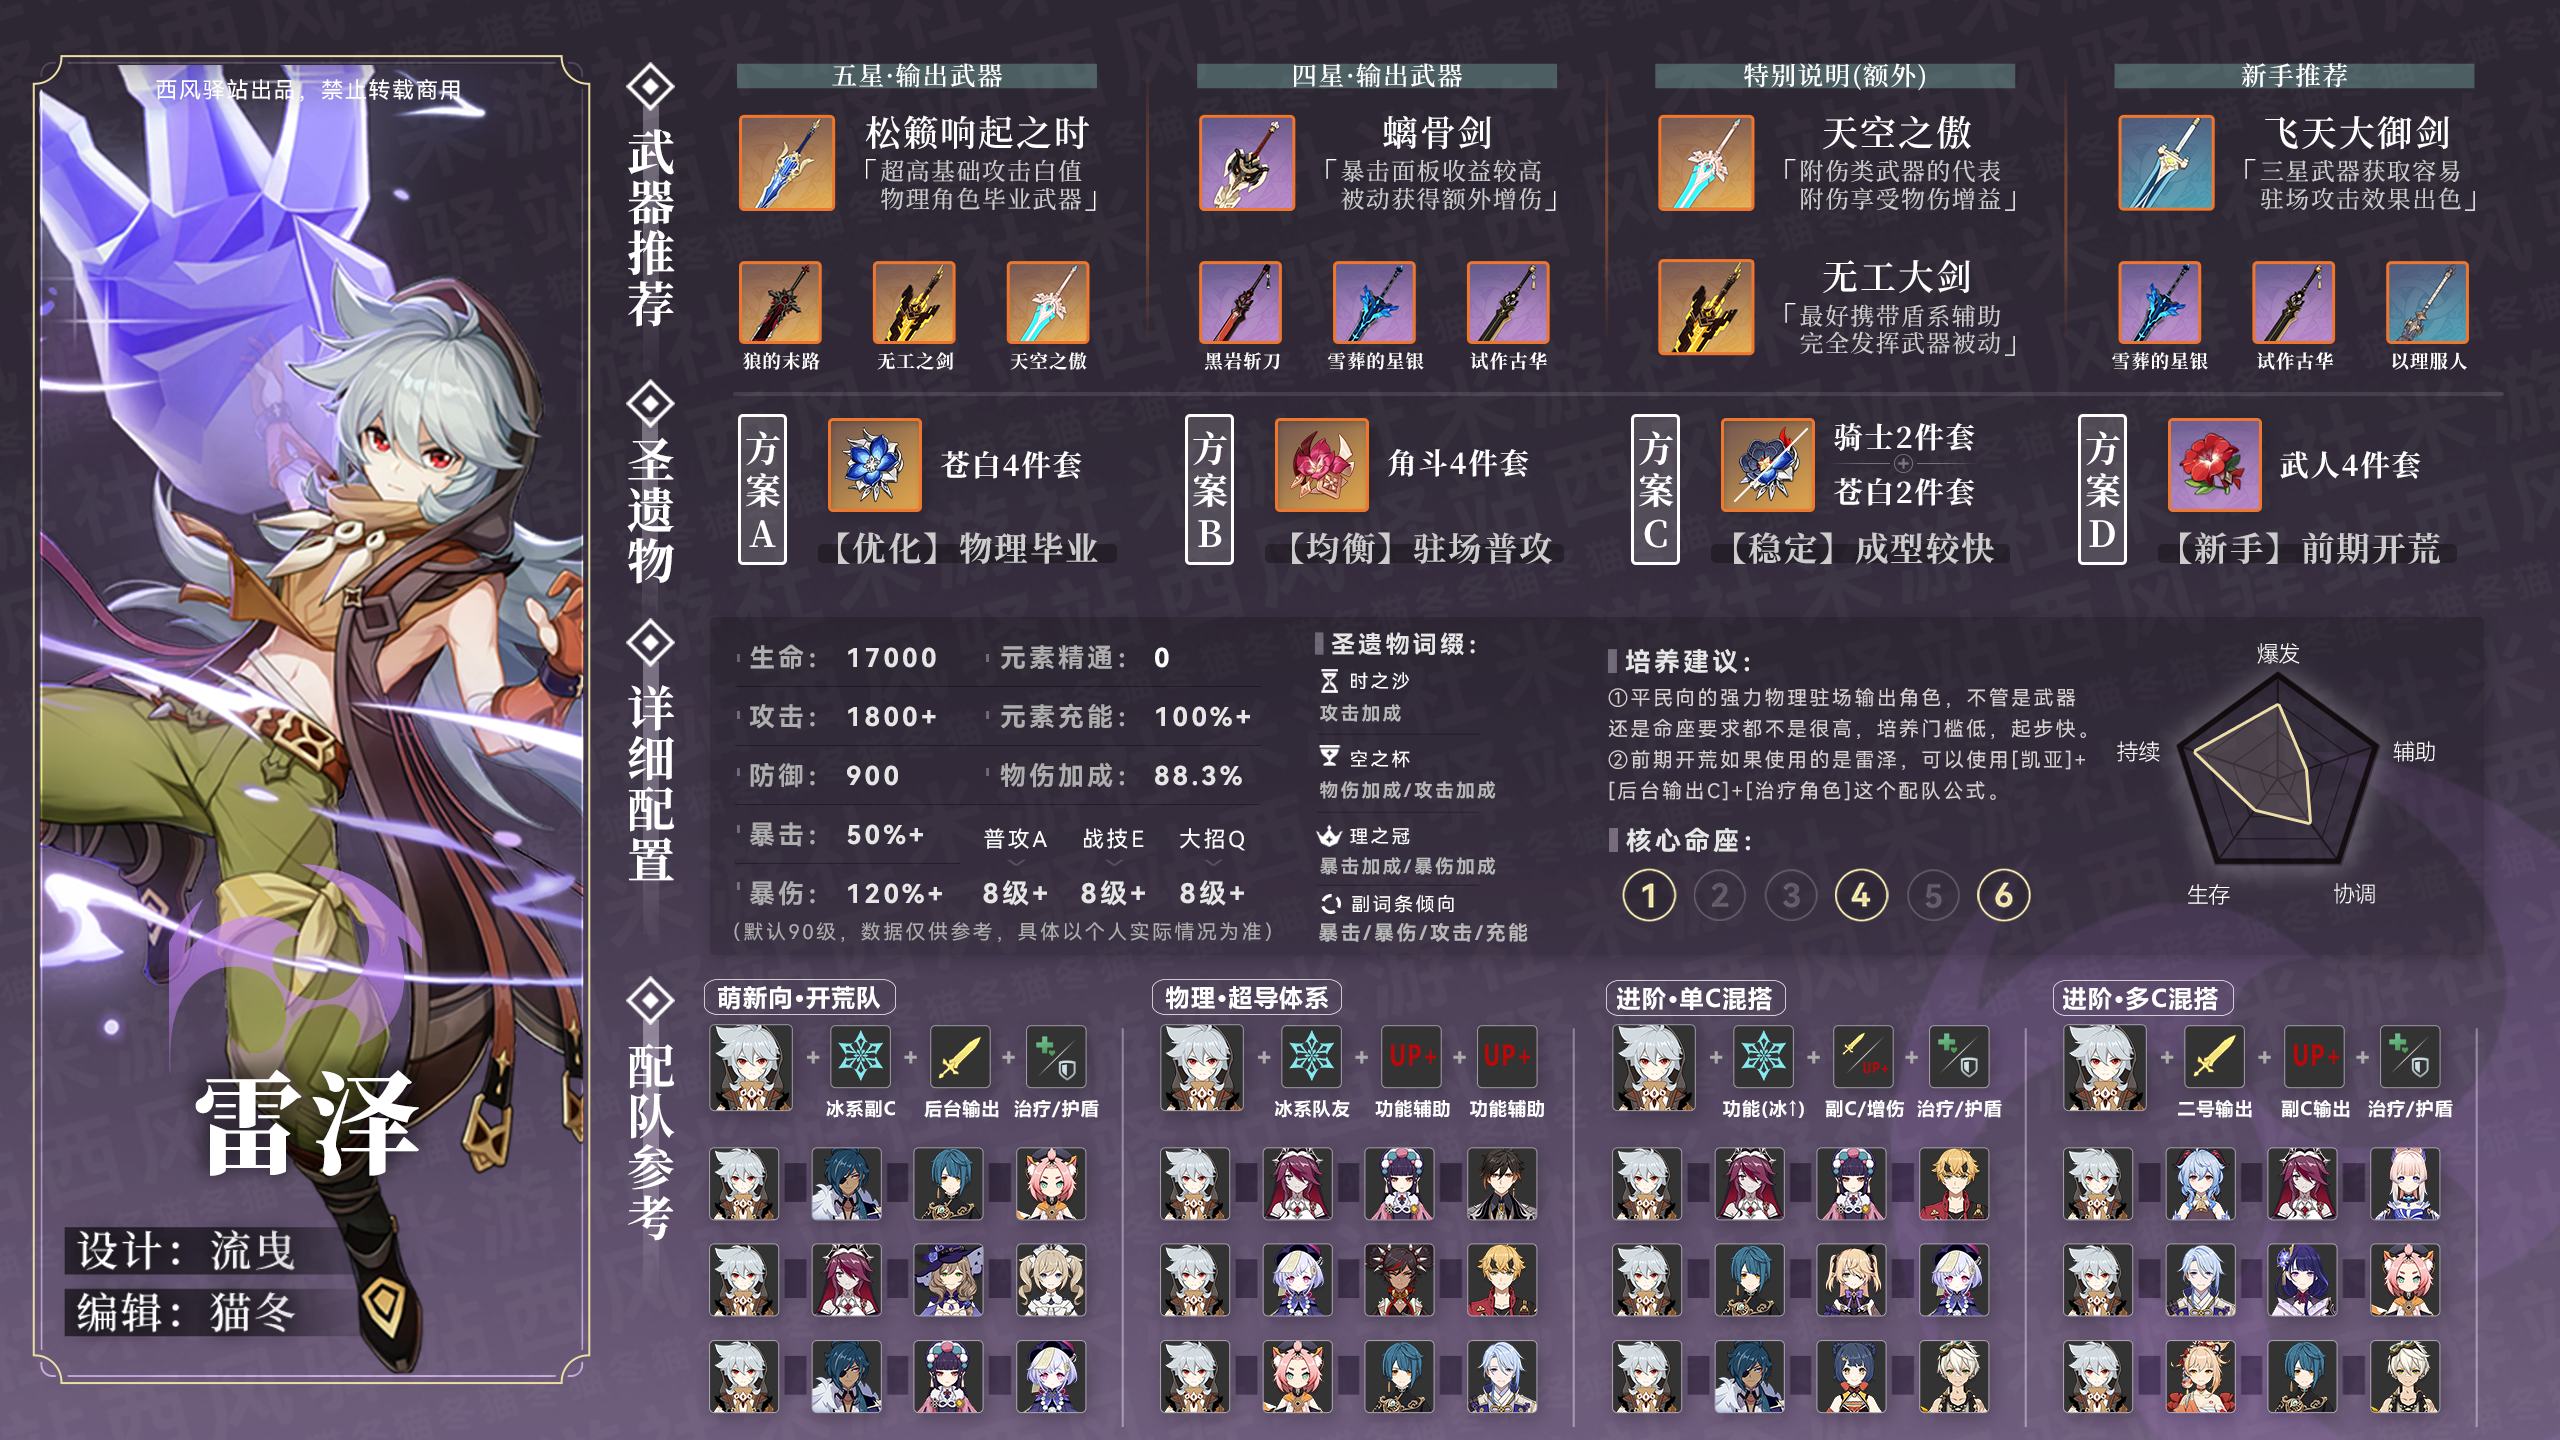 西风驿站出品，禁止转载商用
雷泽
设计：流曳
编辑：猫冬
武器推荐
五星·输出武器
松籁响起之时
「超高基础攻击白值
物理角色毕业武器」
狼的末路
无工之剑
天空之傲
四星·输出武器
螭骨剑
「暴击面板收益较高
被动获得额外增伤」
黑岩斩刀
雪葬的星银
试作古华
特别说明(额外)
天空之傲
「附伤类武器的代表
附伤享受物伤增益」
无工大剑
「最好携带盾系辅助
完全发挥武器被动」
新手推荐
飞天大御剑
「三星武器获取容易
驻场攻击效果出色」
雪葬的星银
试作古华
以理服人
圣遗物
方案A
苍白4件套
【优化】物理毕业
方案B
角斗4件套
【均衡】驻场普攻
方案C
骑士2件套
苍白2件套
【稳定】成型较快
方案D
武人4件套
【新手】前期开荒
详细配置
生命： 17000
元素精通： 0
攻击： 1800+
元素充能： 100%+
防御： 900
物伤加成： 88.3%
暴击： 50%+
暴伤： 120%+
普攻A 战技E 大招Q
8级+ 8级+ 8级+
(默认90级，数据仅供参考，具体以个人实际情况为准)
圣遗物词缀：
时之沙
攻击加成
空之杯
物伤加成/攻击加成
理之冠
暴击加成/暴伤加成
副词条倾向
暴击/暴伤/攻击/充能
培养建议：
①平民向的强力物理驻场输出角色，不管是武器
还是命座要求都不是很高，培养门槛低，起步快。
②前期开荒如果使用的是雷泽，可以使用[凯亚]+
[后台输出C]+[治疗角色]这个配队公式。
核心命座：
1 2 3 4 5 6
爆发
辅助
协调
生存
持续
配队参考
萌新向·开荒队
+ + +
冰系副C 后台输出 治疗/护盾
物理·超导体系
+ + UP+ + UP+
冰系队友 功能辅助 功能辅助
进阶·单C混搭
+ + UP+ +
功能(冰↑) 副C/增伤 治疗/护盾
进阶·多C混搭
+ + UP+ +
二号输出 副C输出 治疗/护盾